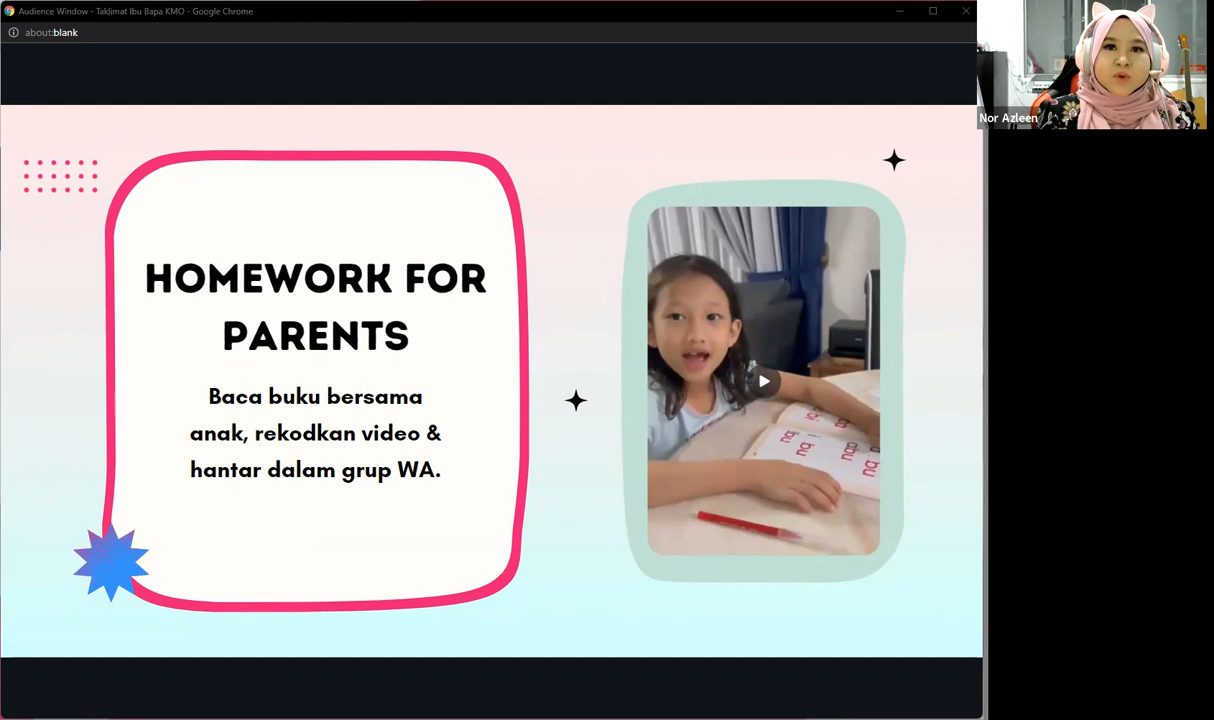 Audience Window - Taklimat Ibu Bapa KMO - Google Chrome
about:blank
Nor Azleen
HOMEWORK FOR
PARENTS
Baca buku bersama
anak, rekodkan video &
hantar dalam grup WA.